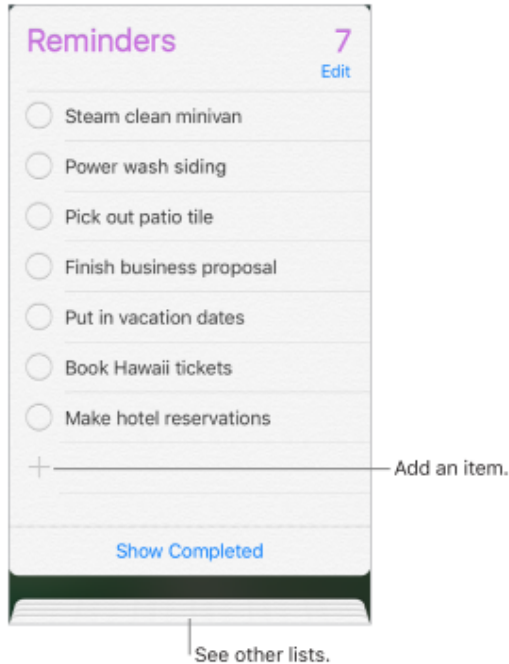 Reminders 7
Edit
Steam clean minivan
Power wash siding
Pick out patio tile
Finish business proposal
Put in vacation dates
Book Hawaii tickets
Make hotel reservations
Add an item.
Show Completed
See other lists.